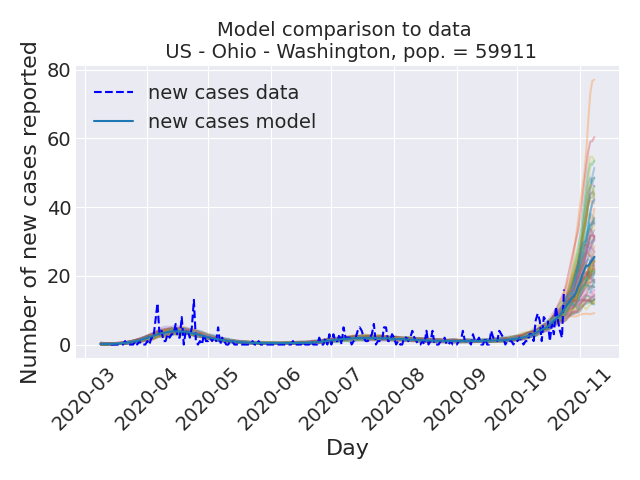 Model comparison to data
US - Ohio - Washington, pop. = 59911
Number of new cases reported
80
60
40
20
0
new cases data
new cases model
2020-03
2020-04
2020-05
2020-06
2020-07
2020-08
2020-09
2020-10
2020-11
Day